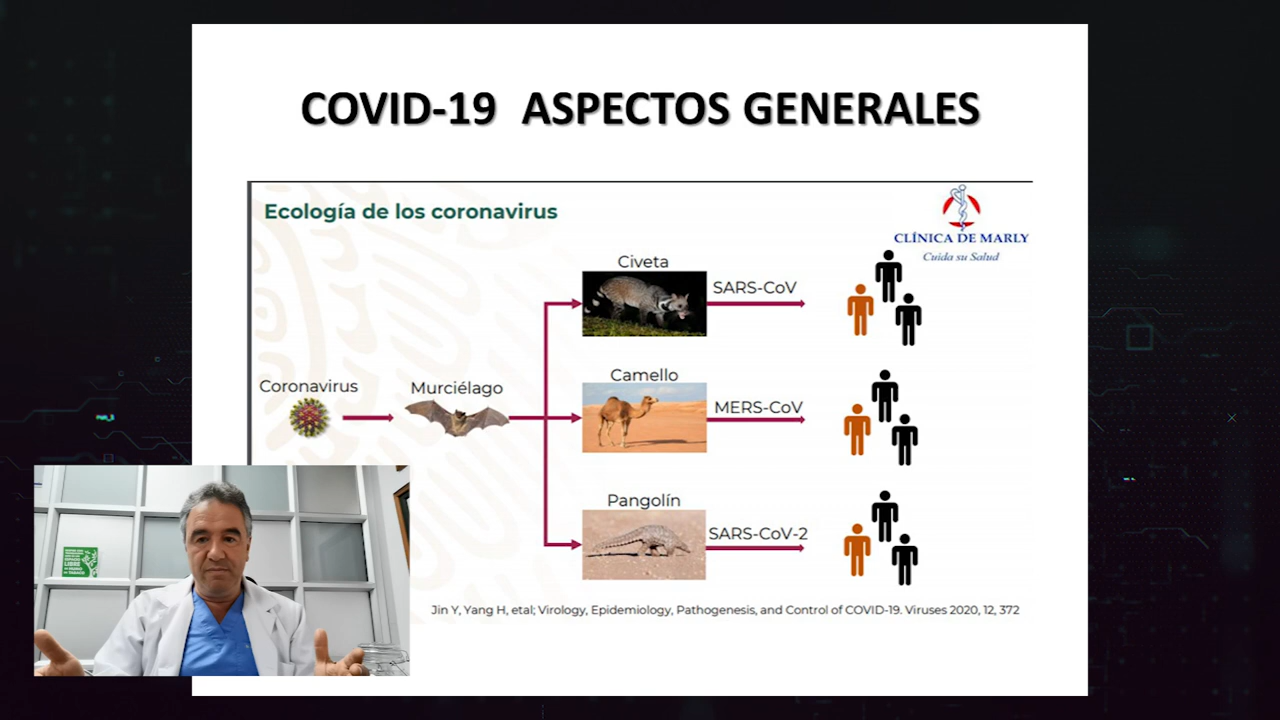 COVID-19 ASPECTOS GENERALES
Ecología de los coronavirus
CLÍNICA DE MARLY
Cuida su Salud
Civeta
SARS-CoV
Coronavirus
Murciélago
Camello
MERS-CoV
Pangolín
SARS-CoV-2
Jin Y, Yang H, etal; Virology, Epidemiology, Pathogenesis, and Control of COVID-19. Viruses 2020, 12, 372
LIBRE